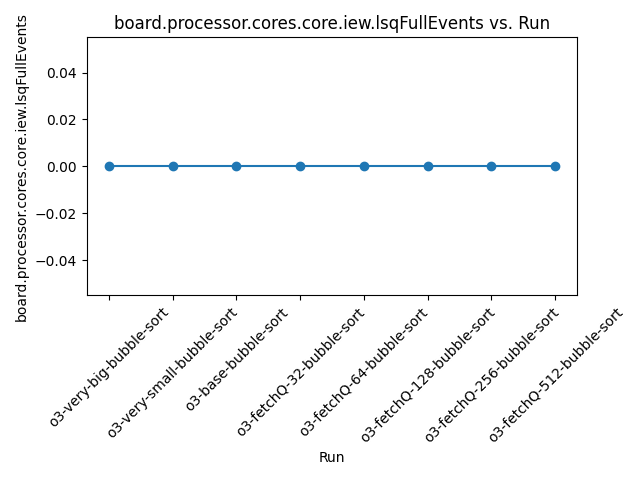 board.processor.cores.core.iew.lsqFullEvents vs. Run
board.processor.cores.core.iew.lsqFullEvents
0.04
0.02
0.00
−0.02
−0.04
o3-very-big-bubble-sort
o3-very-small-bubble-sort
o3-base-bubble-sort
o3-fetchQ-32-bubble-sort
o3-fetchQ-64-bubble-sort
o3-fetchQ-128-bubble-sort
o3-fetchQ-256-bubble-sort
o3-fetchQ-512-bubble-sort
Run